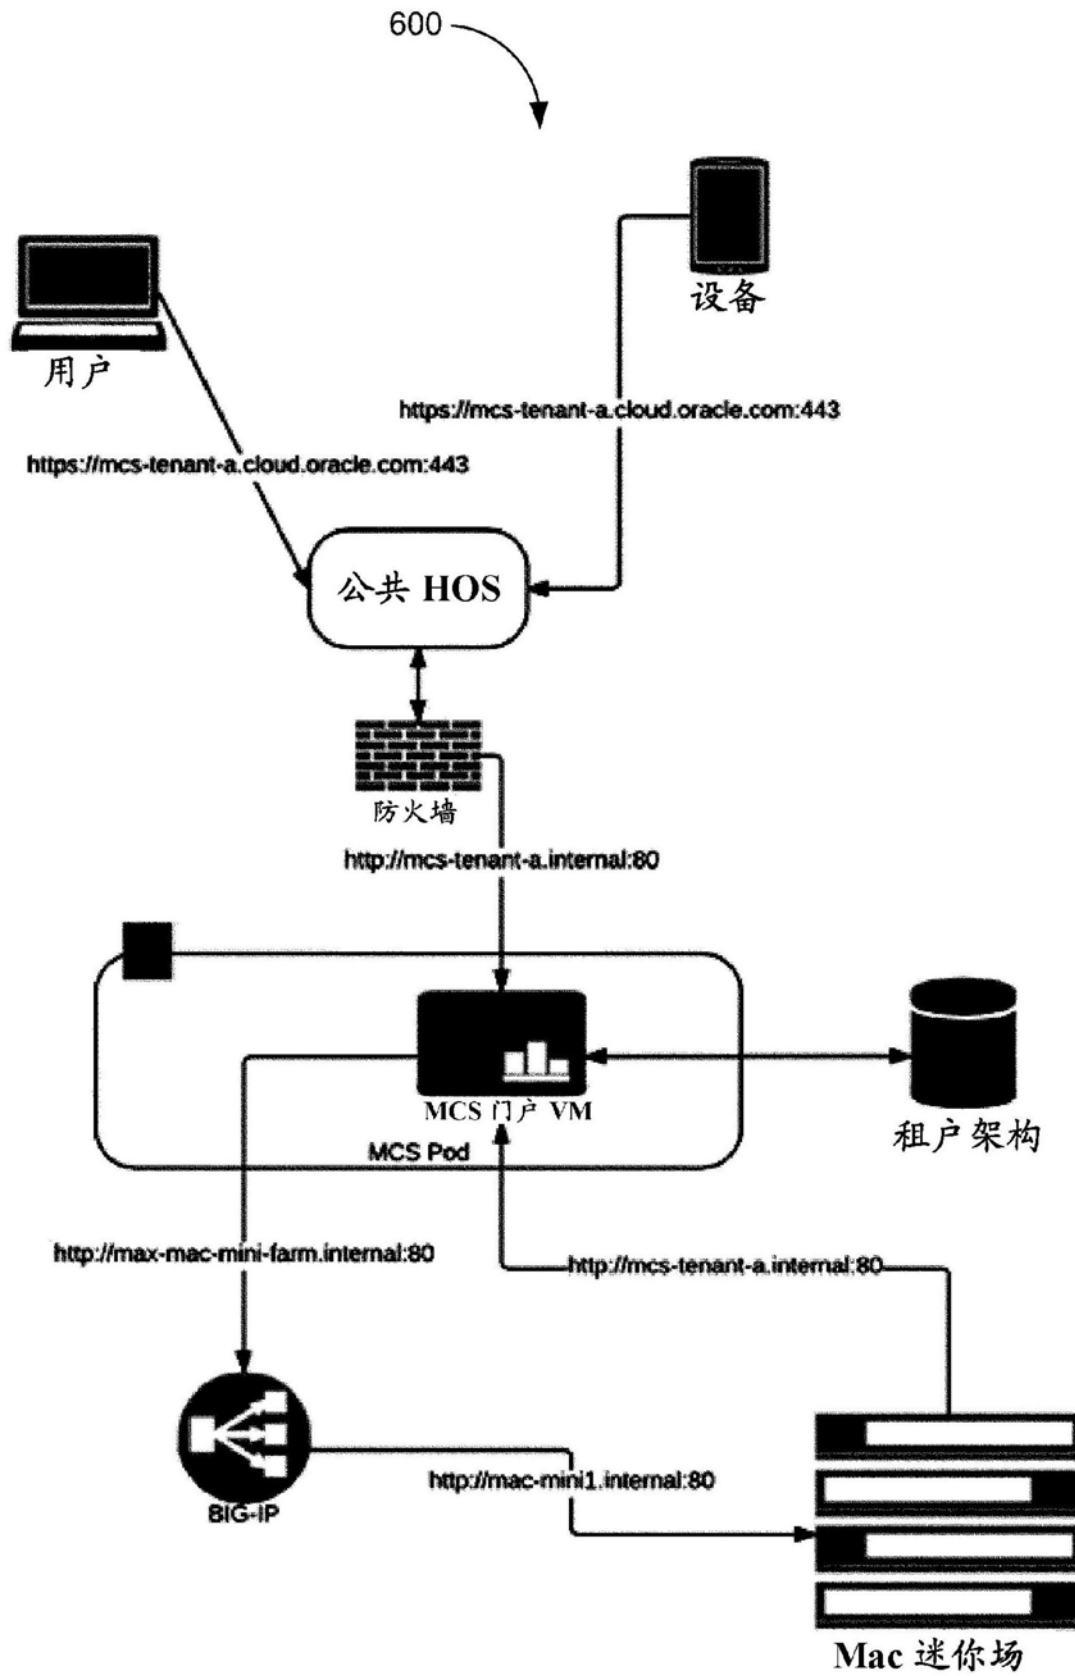 600
设备
用户
https://mcs-tenant-a.cloud.oracle.com:443
https://mcs-tenant-a.cloud.oracle.com:443
公共 HOS
防火墙
http://mcs-tenant-a.internal:80
MCS 门户 VM
MCS Pod
租户架构
http://max-mac-mini-farm.internal:80
http://mcs-tenant-a.internal:80
http://mac-mini1.internal:80
BIG-IP
Mac 迷你场